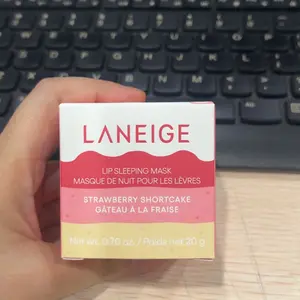 LANEIGE
LIP SLEEPING MASK
MASQUE DE NUIT POUR LES LÈVRES
STRAWBERRY SHORTCAKE
GÂTEAU À LA FRAISE
Net wt. 0.70 oz. / Poids net 20 g